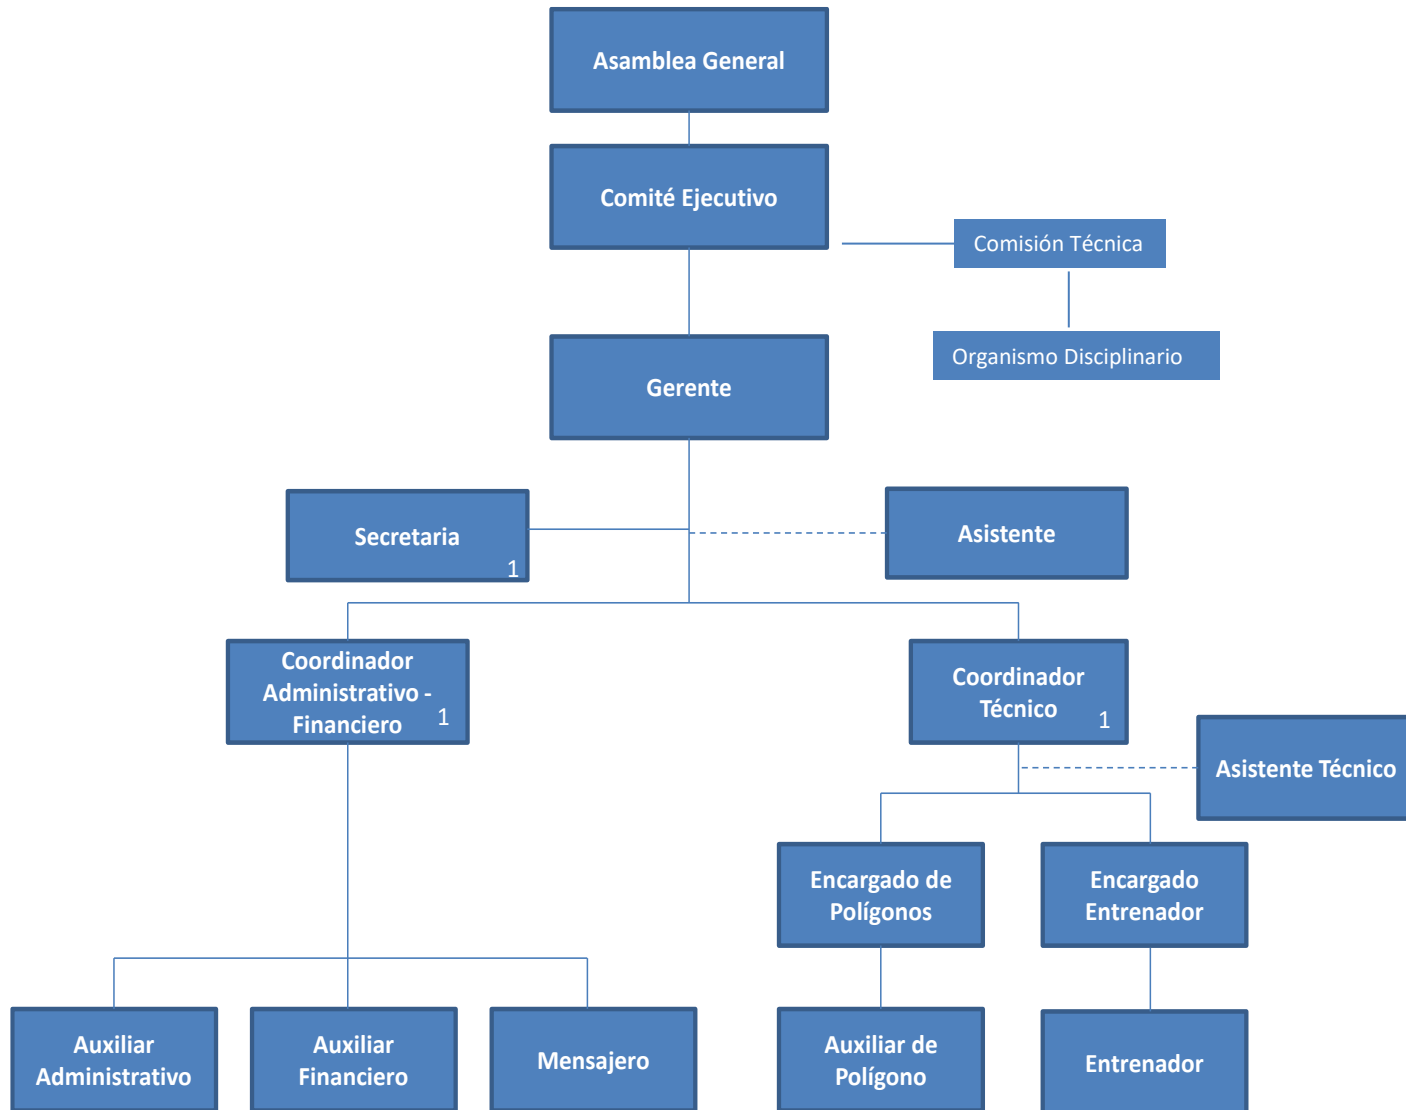 Asamblea General
Comité Ejecutivo
Comisión Técnica
Organismo Disciplinario
Gerente
Secretaria
1
Asistente
Coordinador
Administrativo -
Financiero
1
Coordinador
Técnico
1
Asistente Técnico
Encargado de
Polígonos
Encargado
Entrenador
Auxiliar
Administrativo
Auxiliar
Financiero
Mensajero
Auxiliar de
Polígono
Entrenador